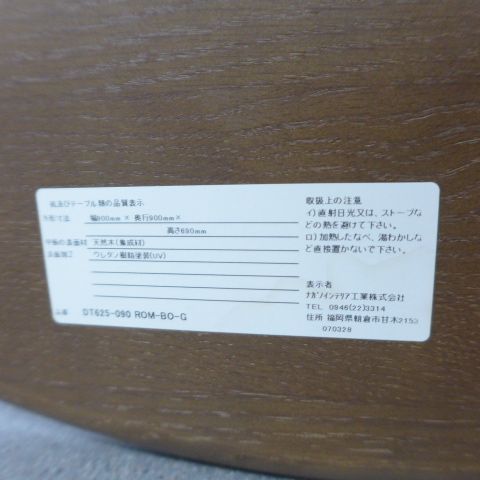 机及びテーブル類の品質表示
外形寸法 幅900mm × 奥行900mm×
高さ690mm
甲板の表面材 天然木(集成材)
表面加工 ウレタン樹脂塗装(UV)
品番 DT625-090 ROM-BO-G
取扱上の注意
イ)直射日光又は、ストーブな
どの熱を避けて下さい。
ロ)加熱したなべ、湯わかしな
ど直接置かないで下さい。
表示者
ナガノインテリア工業株式会社
TEL 0946(22)3314
住所 福岡県朝倉市甘木2153
070328